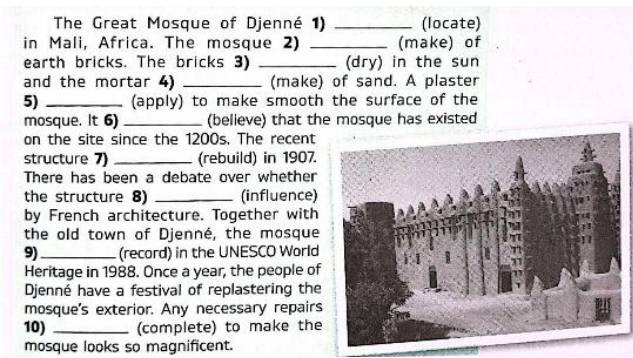 The Great Mosque of Djenné 1) ________ (locate)
in Mali, Africa. The mosque 2) ________ (make) of
earth bricks. The bricks 3) ________ (dry) in the sun
and the mortar 4) ________ (make) of sand. A plaster
5) ________ (apply) to make smooth the surface of the
mosque. It 6) ________ (believe) that the mosque has existed
on the site since the 1200s. The recent
structure 7) ________ (rebuild) in 1907.
There has been a debate over whether
the structure 8) ________ (influence)
by French architecture. Together with
the old town of Djenné, the mosque
9) ________ (record) in the UNESCO World
Heritage in 1988. Once a year, the people of
Djenné have a festival of replastering the
mosque's exterior. Any necessary repairs
10) ________ (complete) to make the
mosque looks so magnificent.